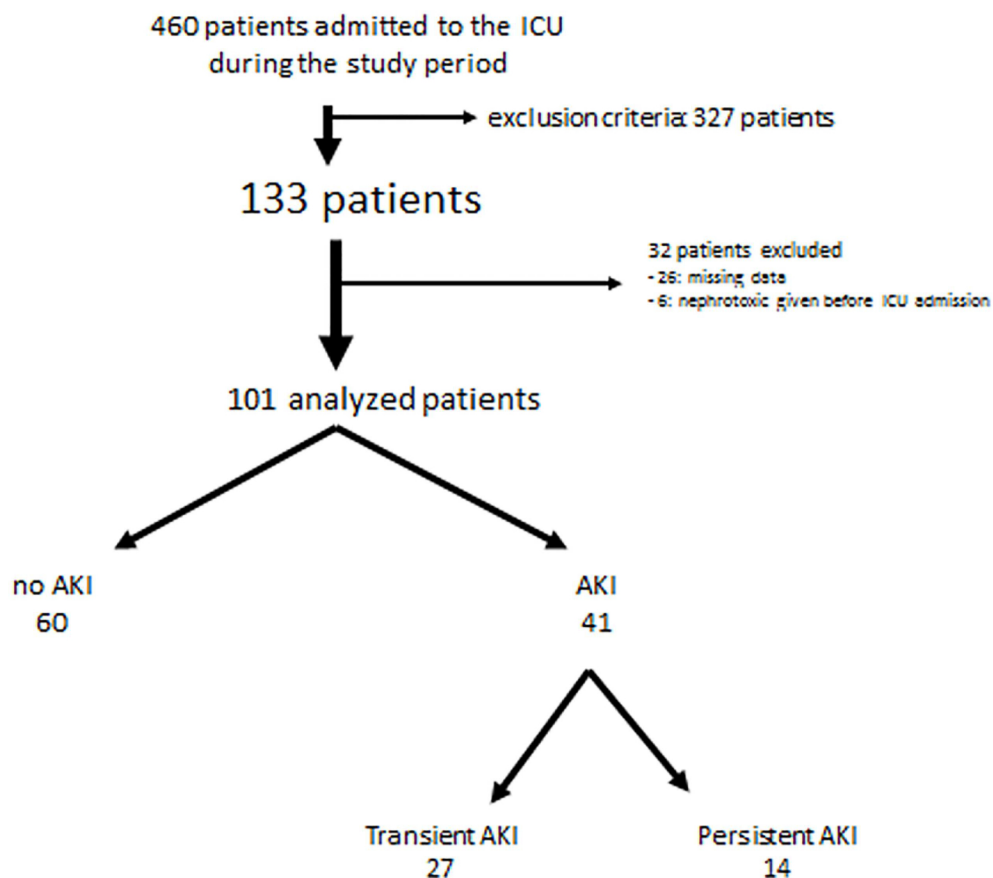 460 patients admitted to the ICU
during the study period
exclusion criteria: 327 patients
133 patients
32 patients excluded
- 26: missing data
- 6: nephrotoxic given before ICU admission
101 analyzed patients
no AKI
60
AKI
41
Transient AKI
27
Persistent AKI
14